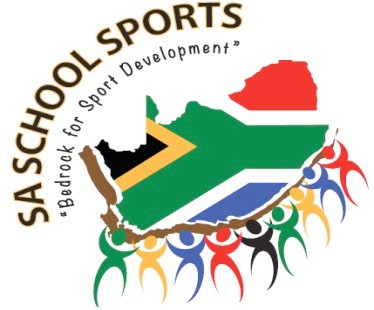 SA SCHOOL SPORTS
"Bedrock for Sport Development"